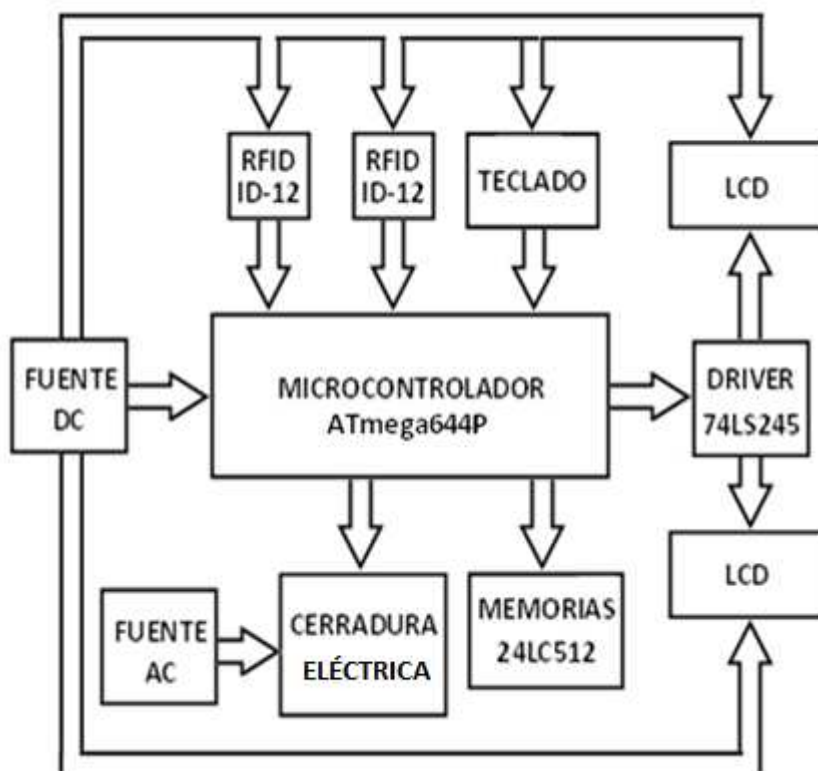 RFID
ID-12
RFID
ID-12
TECLADO
LCD
FUENTE
DC
MICROCONTROLADOR
ATmega644P
DRIVER
74LS245
FUENTE
AC
CERRADURA
ELÉCTRICA
MEMORIAS
24LC512
LCD